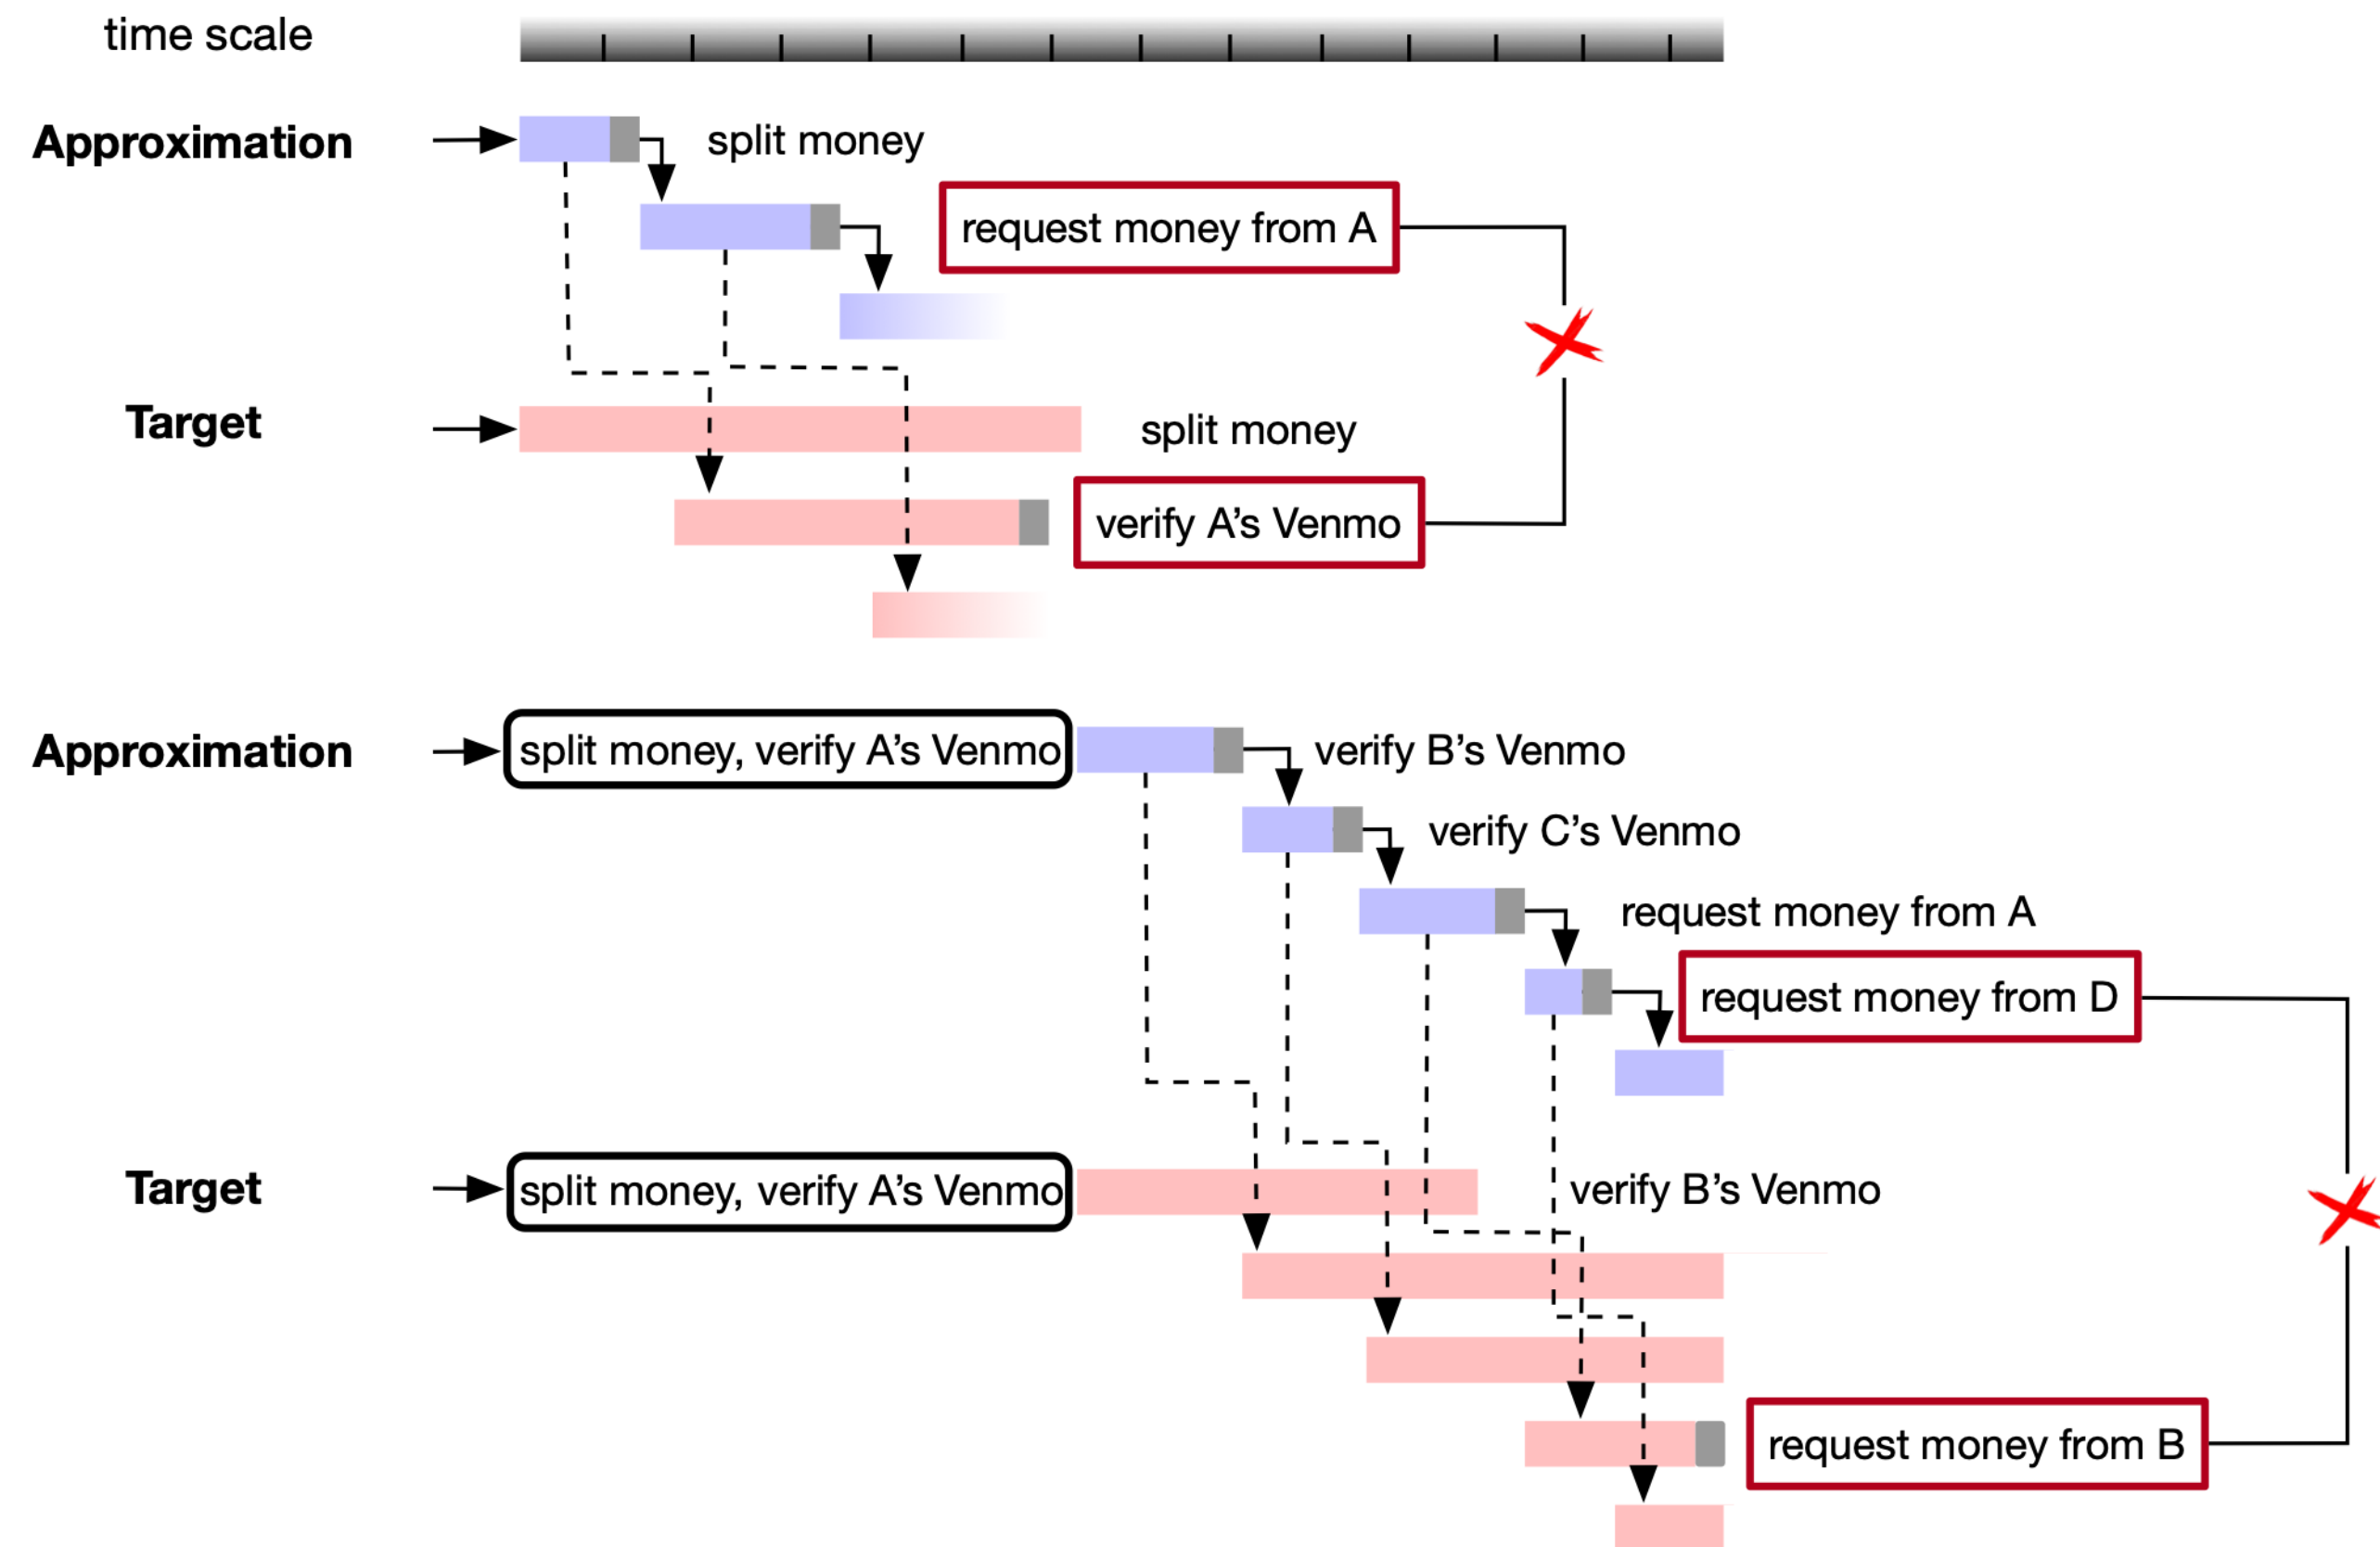 time scale
Approximation
split money
request money from A
Target
split money
verify A’s Venmo
Approximation
split money, verify A’s Venmo
verify B’s Venmo
verify C’s Venmo
request money from A
request money from D
Target
split money, verify A’s Venmo
verify B’s Venmo
request money from B